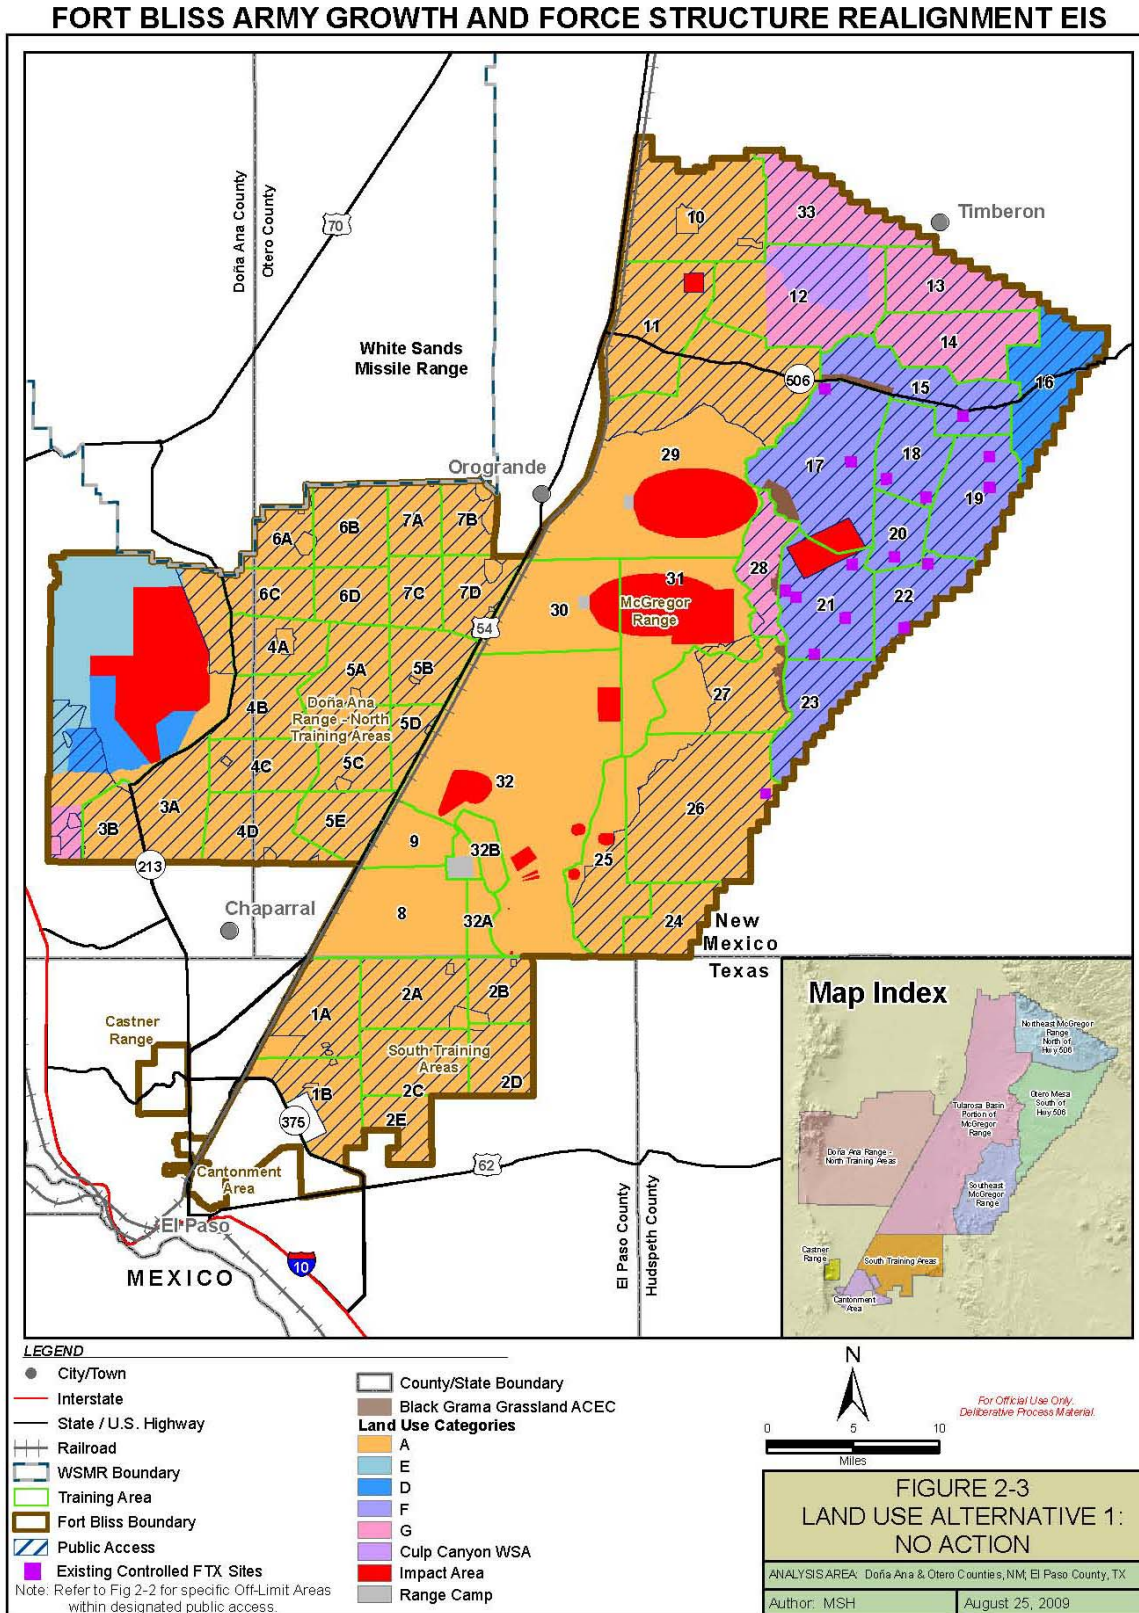 FORT BLISS ARMY GROWTH AND FORCE STRUCTURE REALIGNMENT EIS
Doña Ana County
Otero County
70
White Sands
Missile Range
Orogrande
Timberon
10
33
12
13
11
14
506
15
16
29
17
18
19
20
28
31
30
McGregor
Range
21
22
27
23
6A
6B
7A
7B
6C
6D
7C
7D
54
4A
5A
5B
4B
Doña Ana
Range - North
Training Areas
5D
4C
5C
3A
3B
4D
5E
32
26
9
32B
25
213
8
32A
24
Chaparral
New
Mexico
Texas
1A
2A
2B
Castner
Range
South Training
Areas
1B
2C
2D
375
2E
62
Cantonment
Area
El Paso
MEXICO
10
El Paso County
Hudspeth County
Map Index
Northeast McGregor
Range
North of
Hwy 506
Otero Mesa
South of
Hwy 506
Tularosa Basin
Portion of
McGregor
Range
Doña Ana Range -
North Training Areas
Southeast
McGregor
Range
Castner
Range
South Training Areas
Cantonment
Area
LEGEND
City/Town
Interstate
State / U.S. Highway
Railroad
WSMR Boundary
Training Area
Fort Bliss Boundary
Public Access
Existing Controlled FTX Sites
Note: Refer to Fig 2-2 for specific Off-Limit Areas
within designated public access.
County/State Boundary
Black Grama Grassland ACEC
Land Use Categories
A
E
D
F
G
Culp Canyon WSA
Impact Area
Range Camp
N
0 5 10
Miles
For Official Use Only.
Deliberative Process Material.
FIGURE 2-3
LAND USE ALTERNATIVE 1:
NO ACTION
ANALYSIS AREA: Doña Ana & Otero Counties, NM; El Paso County, TX
Author: MSH August 25, 2009